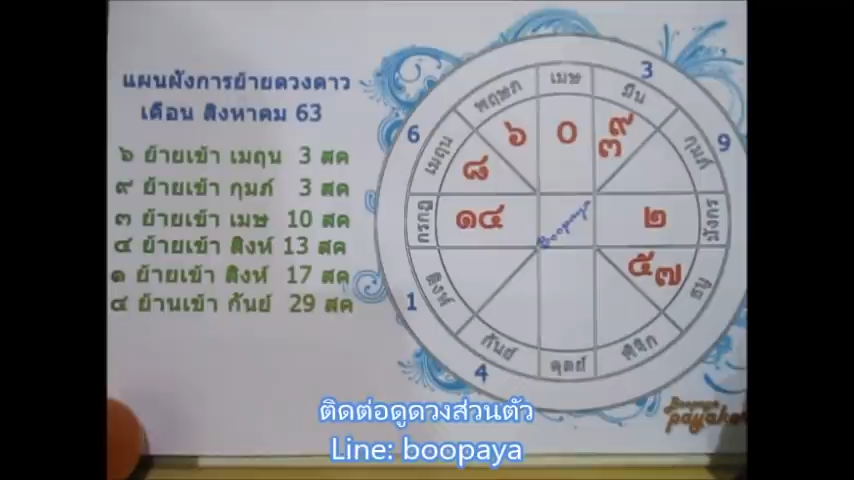 แผนผังการย้ายดวงดาว
เดือน สิงหาคม 63
๖ ย้ายเข้า เมถุน 3 สค
๙ ย้ายเข้า กุมภ์ 3 สค
๓ ย้ายเข้า เมษ 10 สค
๔ ย้ายเข้า สิงห์ 13 สค
๑ ย้ายเข้า สิงห์ 17 สค
๔ ย้านเข้า กันย์ 29 สค
3
พฤษภ เมษ มีน
6 เมถุน ๖ 0 ๓๙ กุมภ์ 9
๘
กรกฎ ๑๔ Boopaya ๒ มังกร
๕๗
1 สิงห์ ธนู
กันย์ ตุลย์ พิจิก
4
Boopaya
payakorn
ติดต่อดูดวงส่วนตัว
Line: boopaya